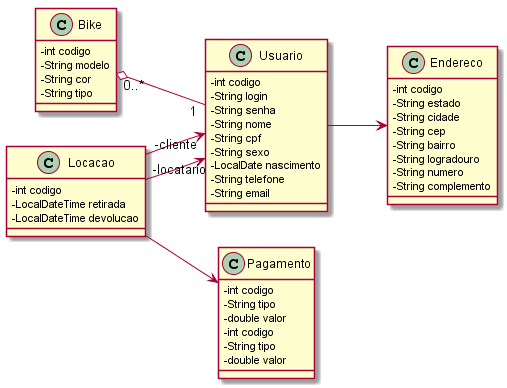 C Bike
-int codigo
-String modelo
-String cor
-String tipo
0..*
1
C Usuario
-int codigo
-String login
-String senha
-String nome
-String cpf
-String sexo
-LocalDate nascimento
-String telefone
-String email
C Endereco
-int codigo
-String estado
-String cidade
-String cep
-String bairro
-String logradouro
-String numero
-String complemento
C Locacao
-int codigo
-LocalDateTime retirada
-LocalDateTime devolucao
-cliente
-locatario
C Pagamento
-int codigo
-String tipo
-double valor
-int codigo
-String tipo
-double valor